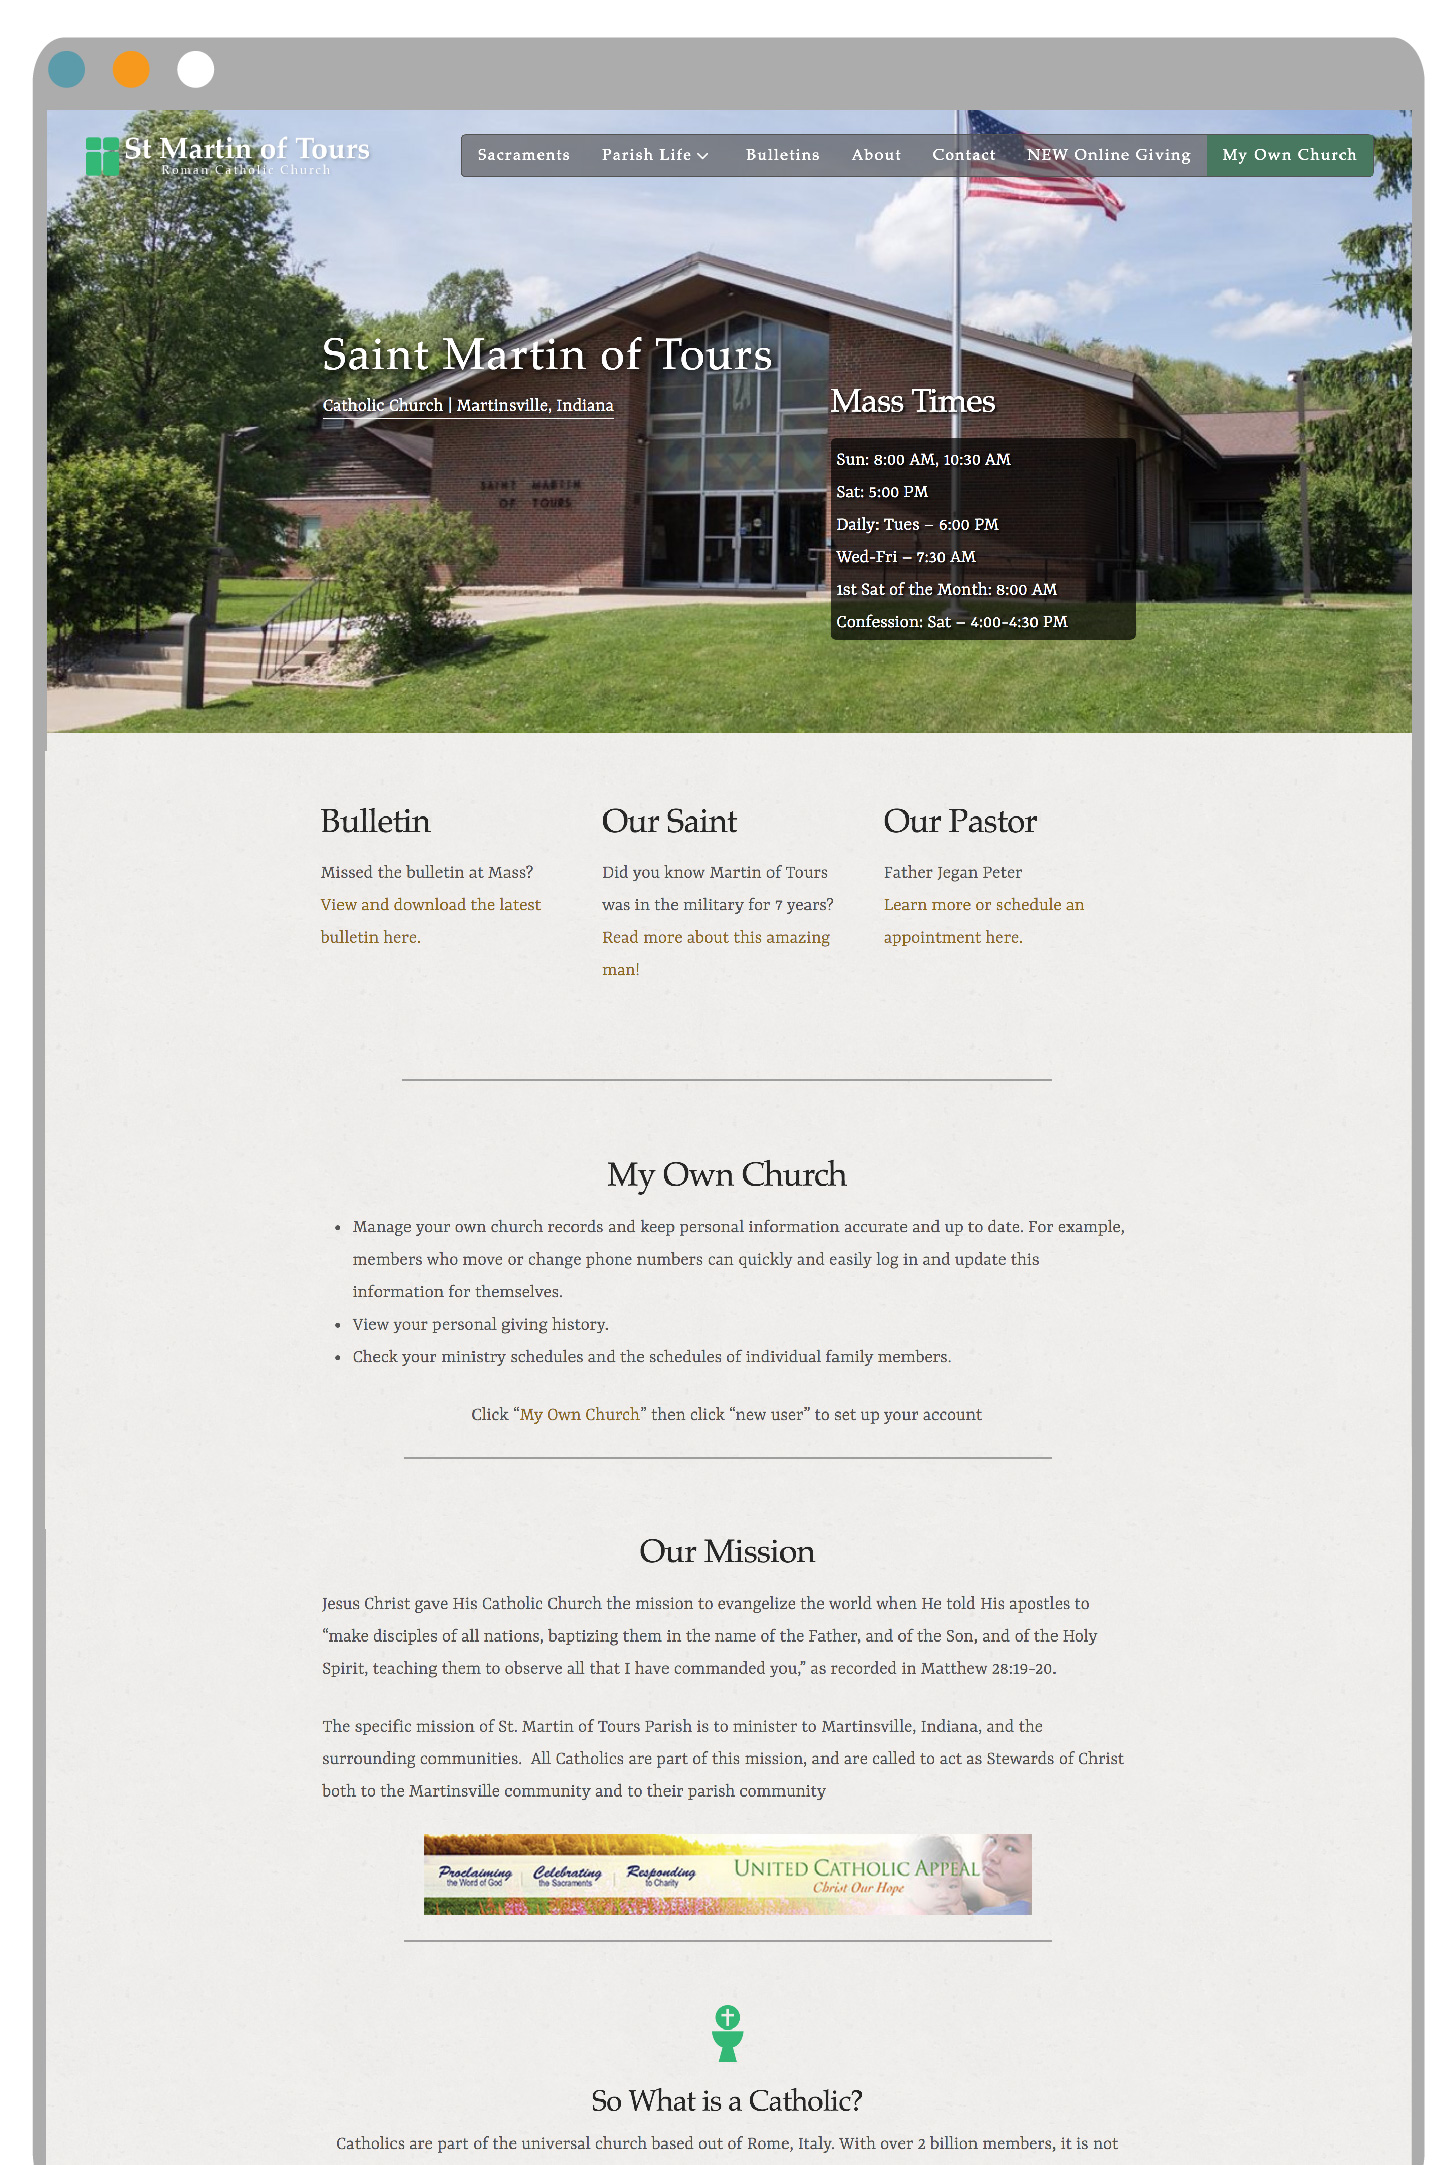 St Martin of Tours
Roman Catholic Church
Sacraments
Parish Life
Bulletins
About
Contact
NEW Online Giving
My Own Church
Saint Martin of Tours
Catholic Church | Martinsville, Indiana
SAINT MARTIN
OF TOURS
Mass Times
Sun: 8:00 AM, 10:30 AM
Sat: 5:00 PM
Daily: Tues – 6:00 PM
Wed-Fri – 7:30 AM
1st Sat of the Month: 8:00 AM
Confession: Sat – 4:00-4:30 PM
Bulletin
Missed the bulletin at Mass?
View and download the latest
bulletin here.
Our Saint
Did you know Martin of Tours
was in the military for 7 years?
Read more about this amazing
man!
Our Pastor
Father Jegan Peter
Learn more or schedule an
appointment here.
My Own Church
• Manage your own church records and keep personal information accurate and up to date. For example,
members who move or change phone numbers can quickly and easily log in and update this
information for themselves.
• View your personal giving history.
• Check your ministry schedules and the schedules of individual family members.
Click “My Own Church” then click “new user” to set up your account
Our Mission
Jesus Christ gave His Catholic Church the mission to evangelize the world when He told His apostles to
“make disciples of all nations, baptizing them in the name of the Father, and of the Son, and of the Holy
Spirit, teaching them to observe all that I have commanded you,” as recorded in Matthew 28:19-20.
The specific mission of St. Martin of Tours Parish is to minister to Martinsville, Indiana, and the
surrounding communities.  All Catholics are part of this mission, and are called to act as Stewards of Christ
both to the Martinsville community and to their parish community
Proclaiming
the Word of God
Celebrating
the Sacraments
Responding
to Charity
UNITED CATHOLIC APPEAL
Christ Our Hope
So What is a Catholic?
Catholics are part of the universal church based out of Rome, Italy. With over 2 billion members, it is not